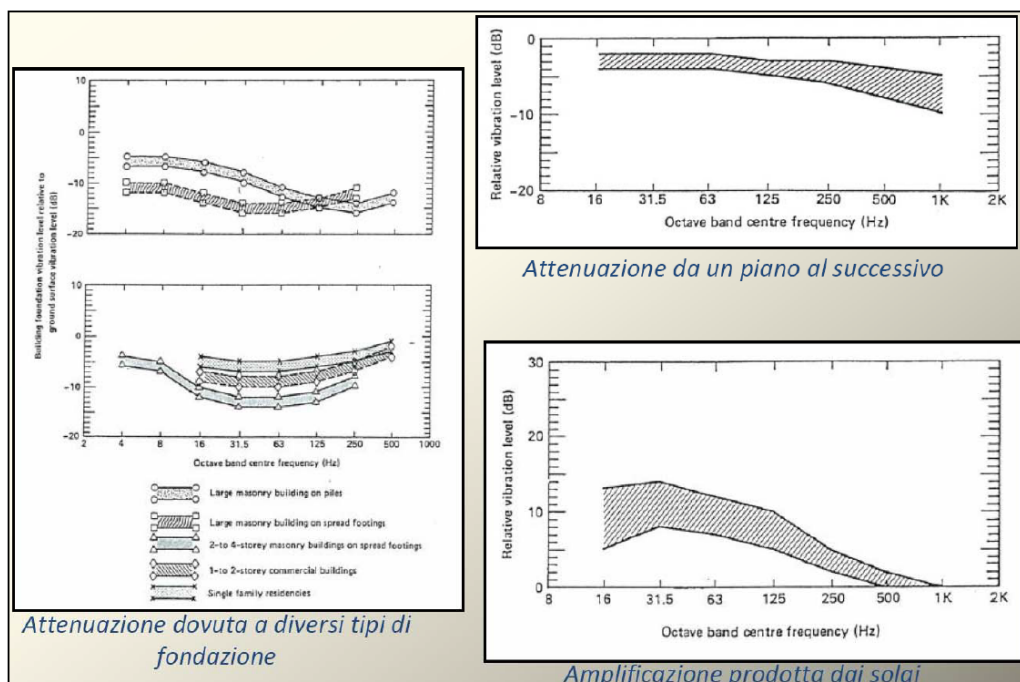 10
0
-10
-20
10
0
-10
-20
2
4
8
16
31.5
63
125
250
500
1000
Building foundation vibration level relative to
ground surface vibration level (dB)
Octave band centre frequency (Hz)
Large masonry building on piles
Large masonry building on spread footings
2-to 4-storey masonry buildings on spread footings
1-to 2-storey commercial buildings
Single family residencies
Attenuazione dovuta a diversi tipi di
fondazione
Relative vibration level (dB)
0
-10
-20
8
16
31.5
63
125
250
500
1K
2K
Octave band centre frequency (Hz)
Attenuazione da un piano al successivo
Relative vibration level (dB)
30
20
10
0
8
16
31.5
63
125
250
500
1K
2K
Octave band centre frequency (Hz)
Amplificazione prodotta dai solai